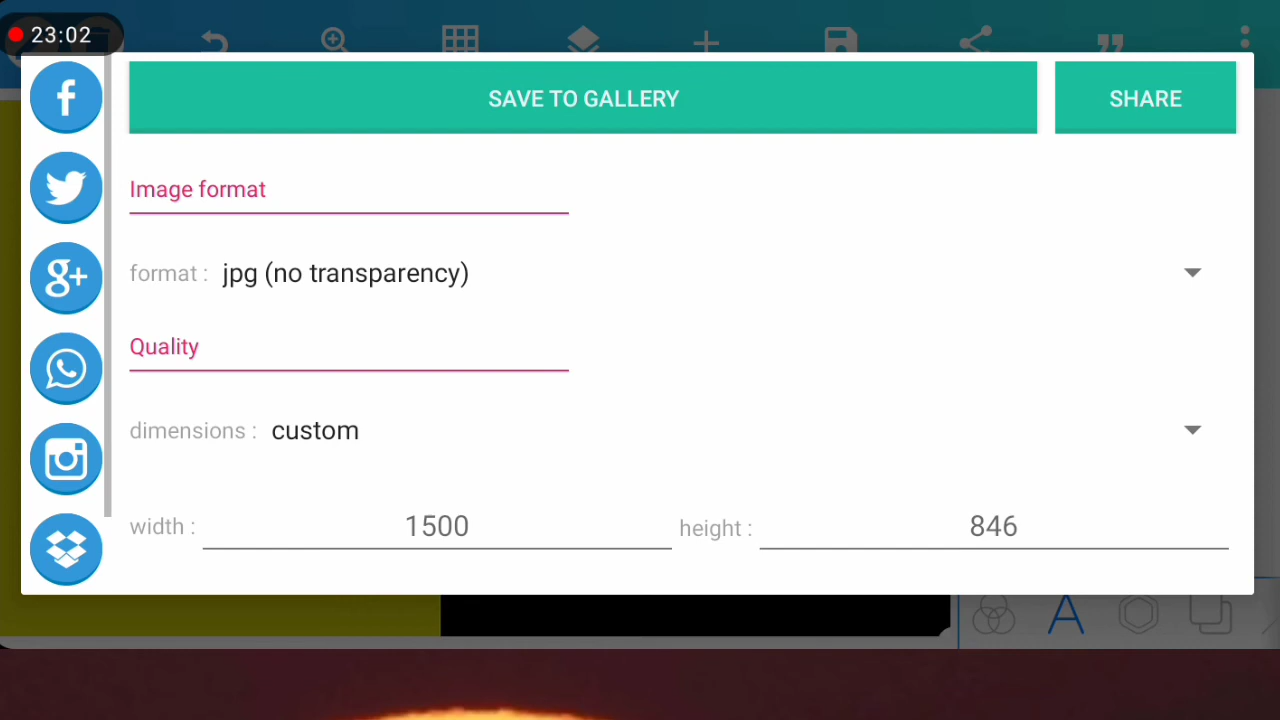 23:02
SAVE TO GALLERY
SHARE
Image format
format : jpg (no transparency)
Quality
dimensions : custom
width : 1500 height : 846